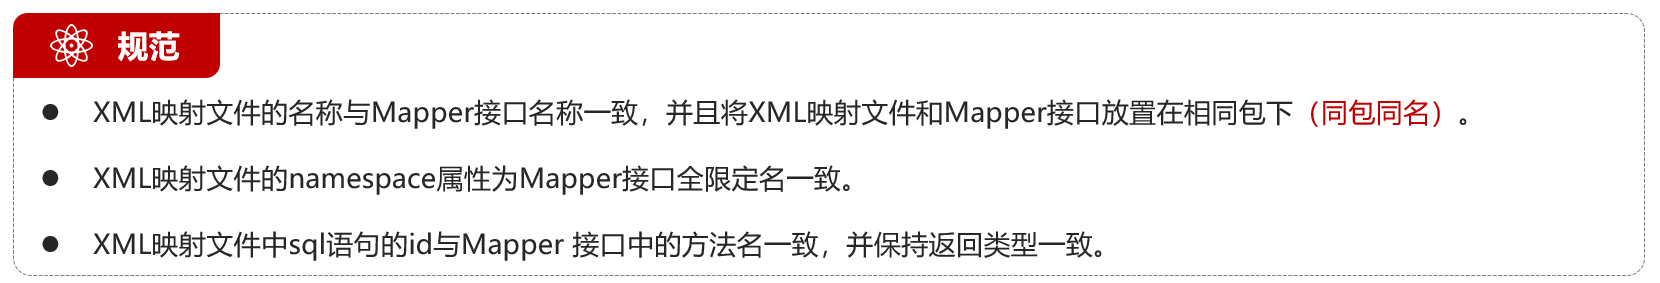 规范
● XML映射文件的名称与Mapper接口名称一致，并且将XML映射文件和Mapper接口放置在相同包下（同包同名）。
● XML映射文件的namespace属性为Mapper接口全限定名一致。
● XML映射文件中sql语句的id与Mapper 接口中的方法名一致，并保持返回类型一致。